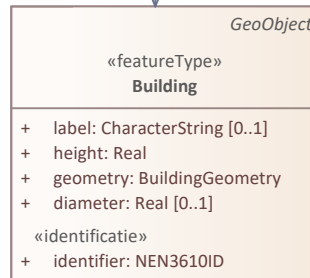 GeoObject
«featureType»
Building
+ label: CharacterString [0..1]
+ height: Real
+ geometry: BuildingGeometry
+ diameter: Real [0..1]
«identificatie»
+ identifier: NEN3610ID